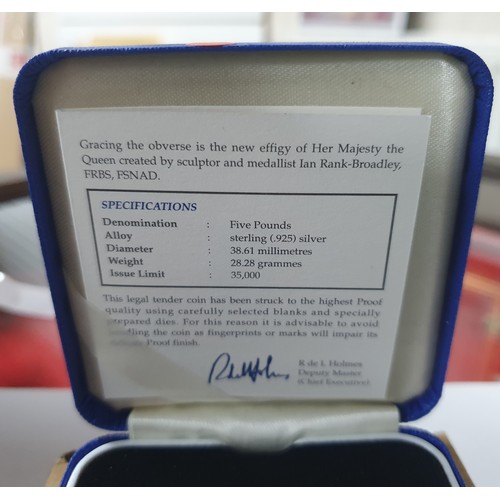 Gracing the obverse is the new effigy of Her Majesty the
Queen created by sculptor and medallist Ian Rank-Broadley,
FRBS, FSNAD.
SPECIFICATIONS
Denomination : Five Pounds
Alloy : sterling (.925) silver
Diameter : 38.61 millimetres
Weight : 28.28 grammes
Issue Limit : 35,000
This legal tender coin has been struck to the highest Proof
quality using carefully selected blanks and specially
prepared dies. For this reason it is advisable to avoid
handling the coin as fingerprints or marks will impair its
Proof finish.
R de L Holmes
Deputy Master
& Chief Executive